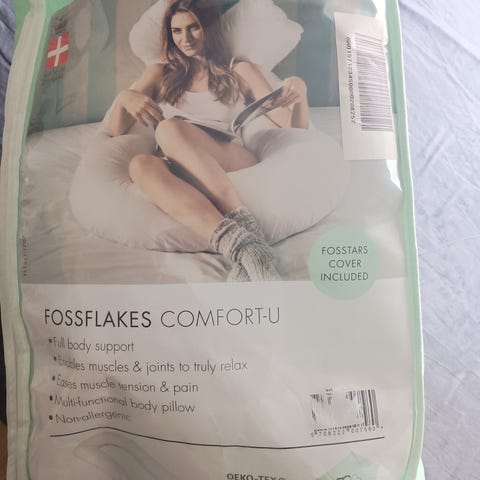 FOSSTARS
COVER
INCLUDED
FOSSFLAKES COMFORT-U
•Full body support
•Enables muscles & joints to truly relax
•Eases muscle tension & pain
•Multi-functional body pillow
•Non-allergenic
OEKO-TEX®